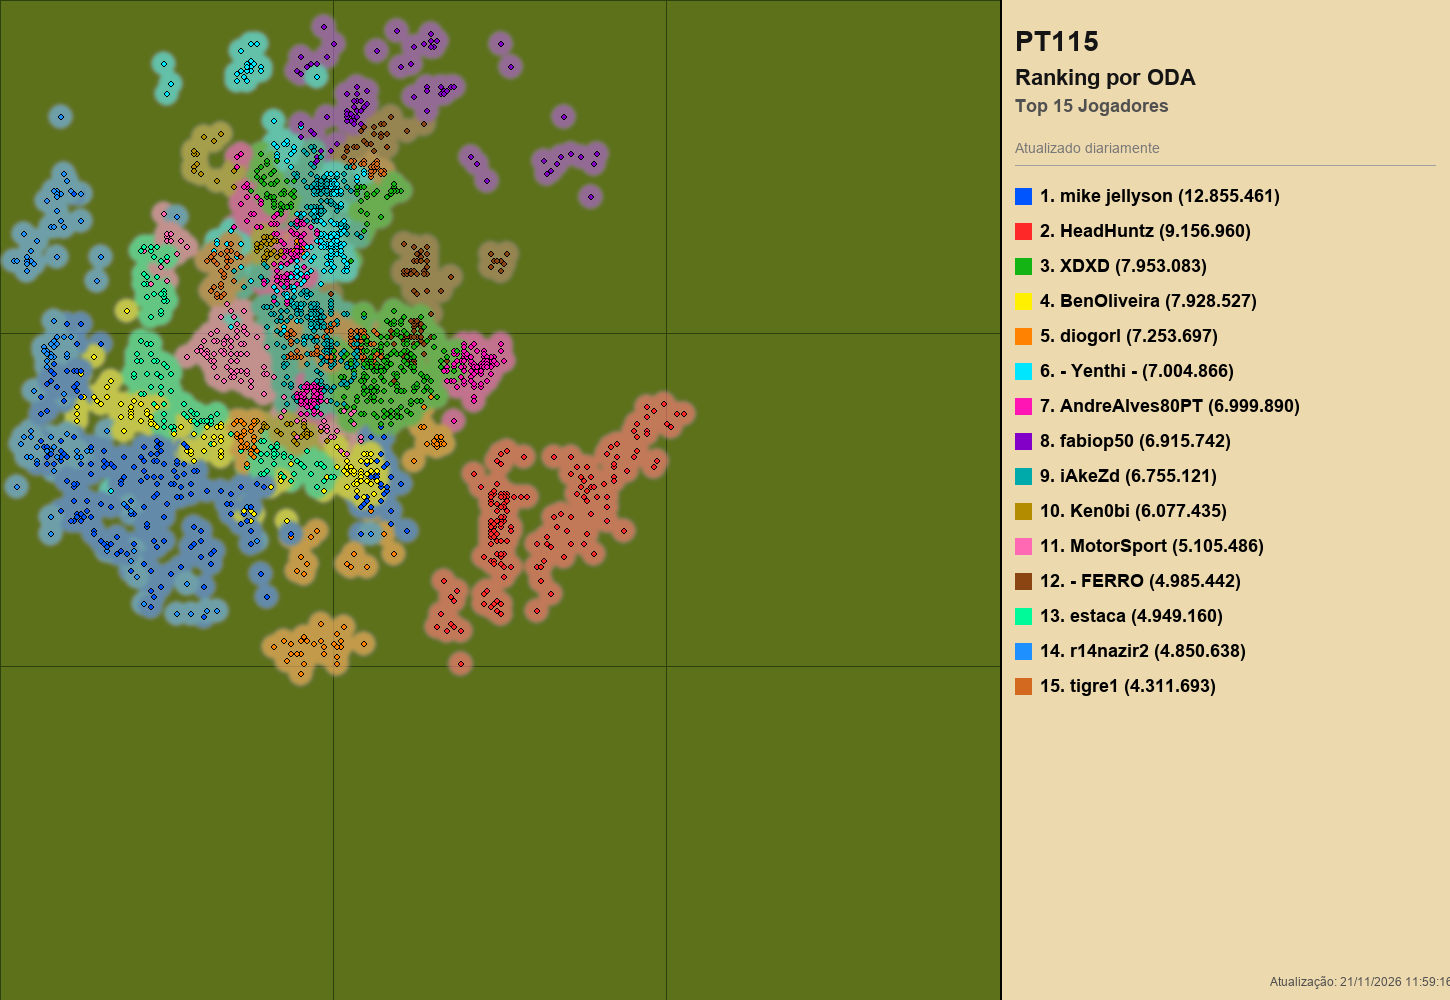 PT115
Ranking por ODA
Top 15 Jogadores
Atualizado diariamente
1. mike jellyson (12.855.461)
2. HeadHuntz (9.156.960)
3. XDXD (7.953.083)
4. BenOliveira (7.928.527)
5. diogorl (7.253.697)
6. - Yenthi - (7.004.866)
7. AndreAlves80PT (6.999.890)
8. fabiop50 (6.915.742)
9. iAkeZd (6.755.121)
10. Ken0bi (6.077.435)
11. MotorSport (5.105.486)
12. - FERRO (4.985.442)
13. estaca (4.949.160)
14. r14nazir2 (4.850.638)
15. tigre1 (4.311.693)
Atualização: 21/11/2026 11:59:16